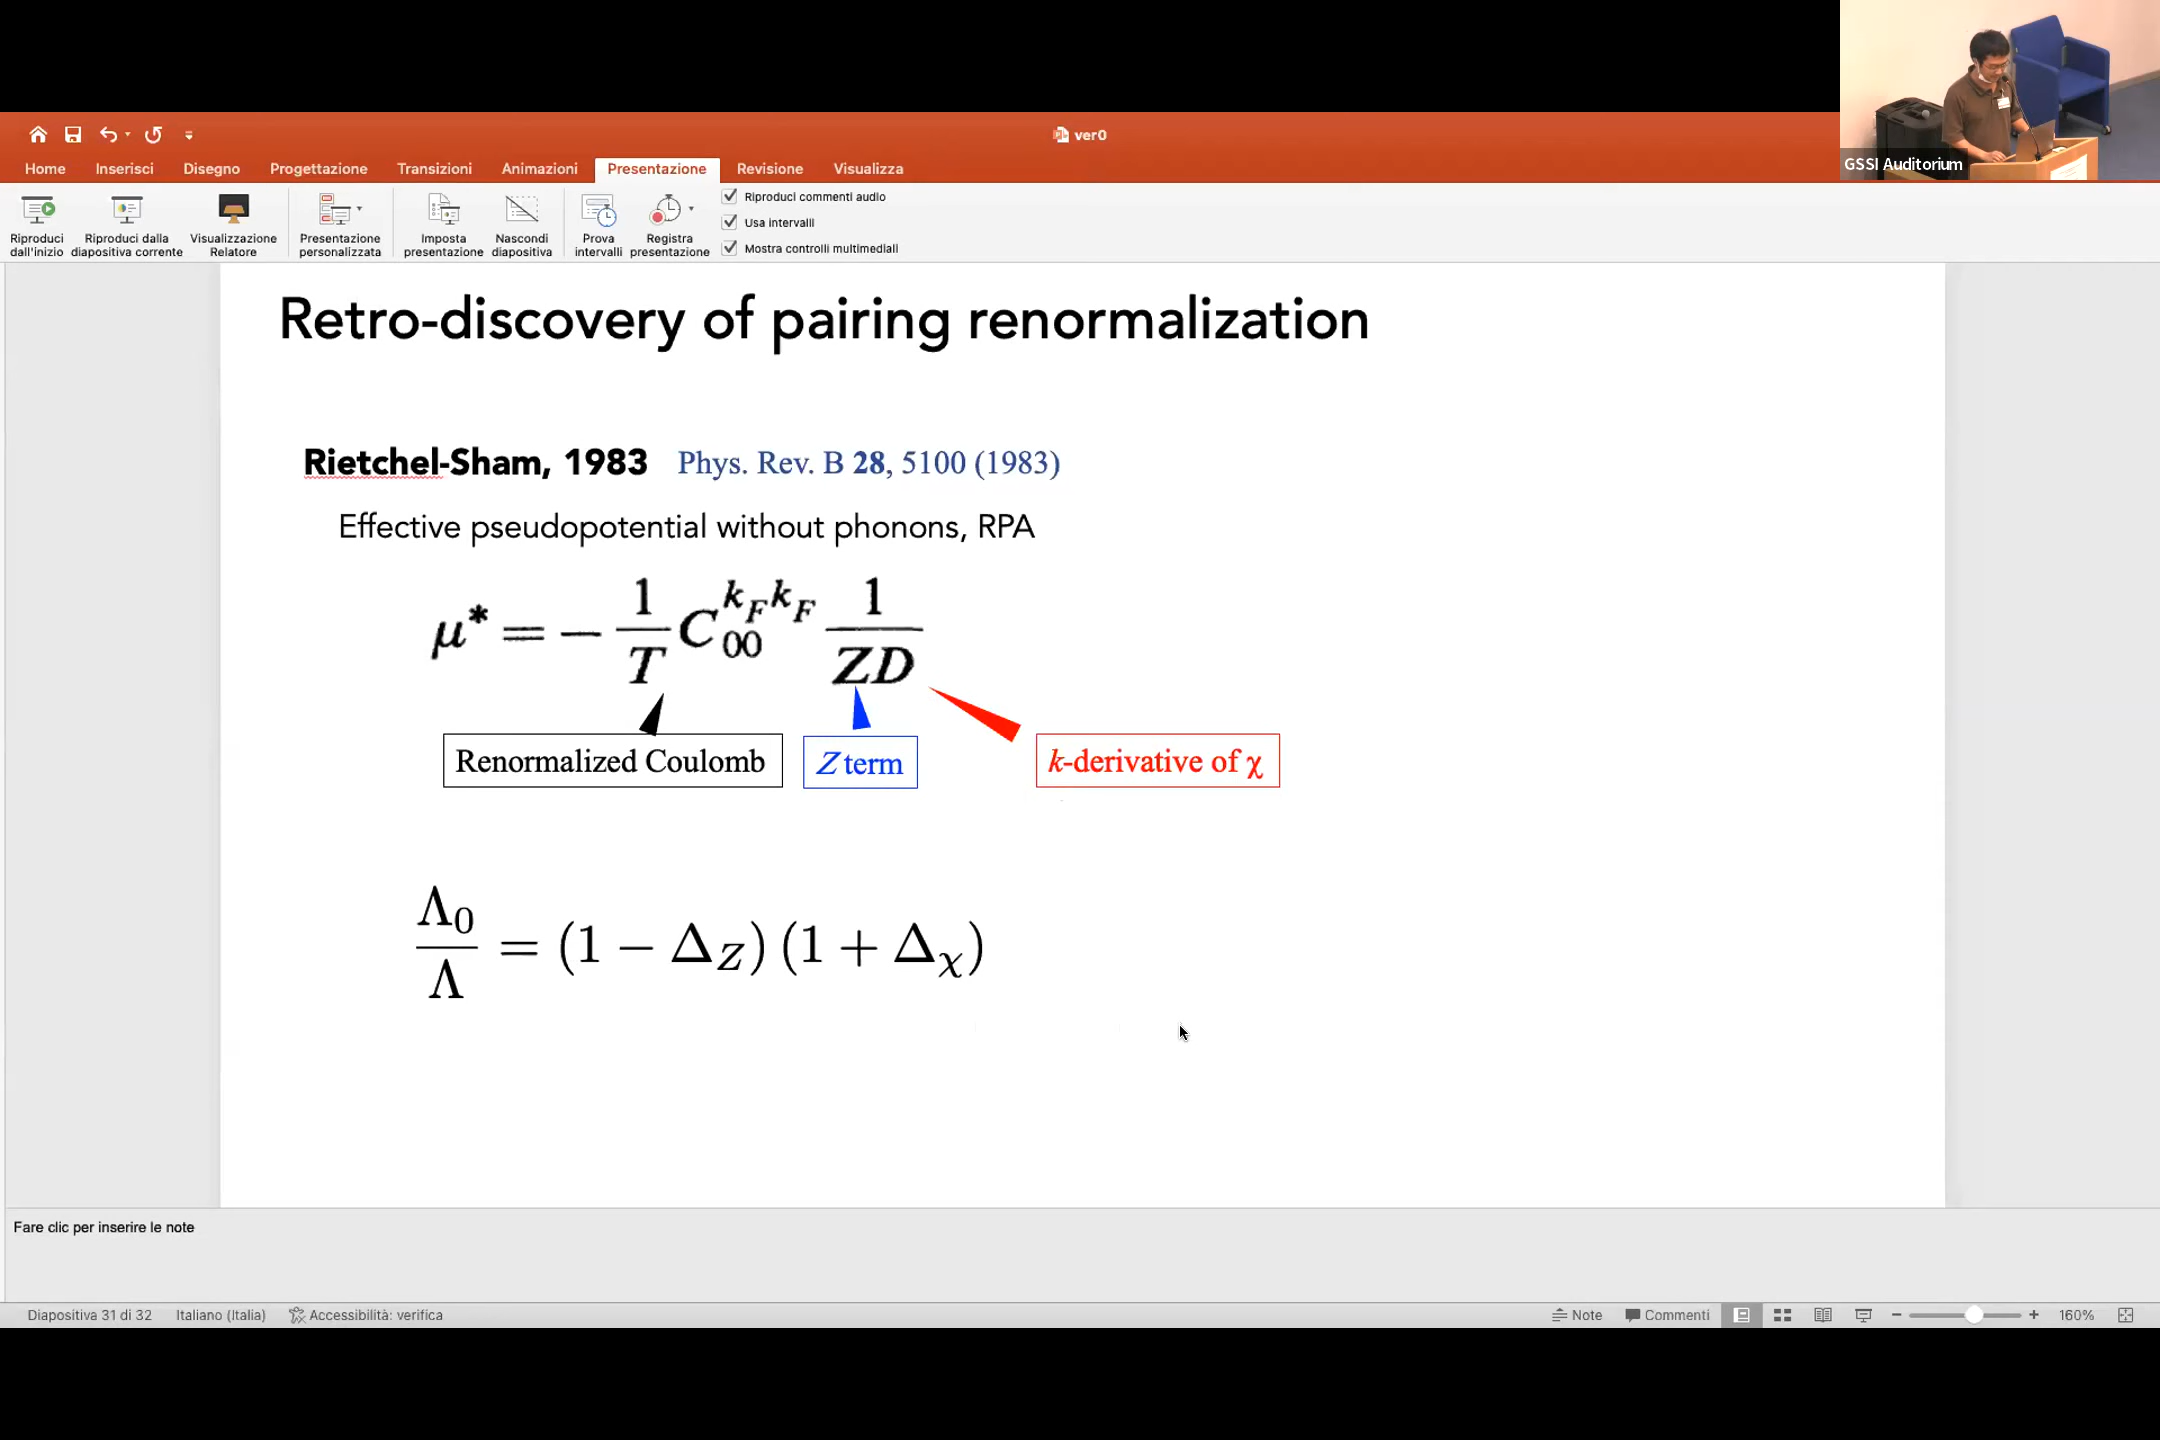 GSSI Auditorium
ver0
Home Inserisci Disegno Progettazione Transizioni Animazioni Presentazione Revisione Visualizza
Riproduci dall'inizio
Riproduci dalla diapositiva corrente
Visualizzazione Relatore
Presentazione personalizzata
Imposta presentazione
Nascondi diapositiva
Prova intervalli
Registra presentazione
Riproduci commenti audio
Usa intervalli
Mostra controlli multimediali
Retro-discovery of pairing renormalization
Rietchel-Sham, 1983 Phys. Rev. B 28, 5100 (1983)
Effective pseudopotential without phonons, RPA
μ* = − 1/T C₀₀^{k_F k_F} 1/ZD
Renormalized Coulomb Z term k-derivative of χ
Λ₀/Λ = (1 − Δ_Z) (1 + Δ_χ)
Fare clic per inserire le note
Diapositiva 31 di 32 Italiano (Italia) Accessibilità: verifica Note Commenti 160%